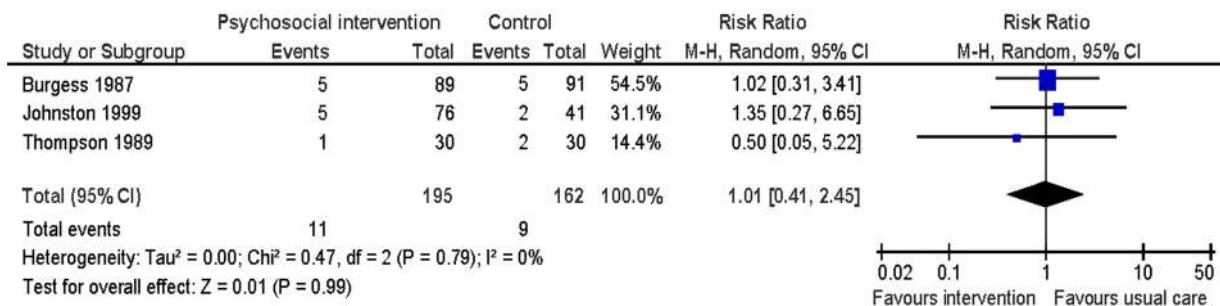 Psychosocial intervention Control Risk Ratio Risk Ratio
Study or Subgroup Events Total Events Total Weight M-H, Random, 95% CI M-H, Random, 95% CI
Burgess 1987 5 89 5 91 54.5% 1.02 [0.31, 3.41]
Johnston 1999 5 76 2 41 31.1% 1.35 [0.27, 6.65]
Thompson 1989 1 30 2 30 14.4% 0.50 [0.05, 5.22]
Total (95% CI) 195 162 100.0% 1.01 [0.41, 2.45]
Total events 11 9
Heterogeneity: Tau² = 0.00; Chi² = 0.47, df = 2 (P = 0.79); I² = 0%
Test for overall effect: Z = 0.01 (P = 0.99)
0.02 0.1 1 10 50
Favours intervention Favours usual care